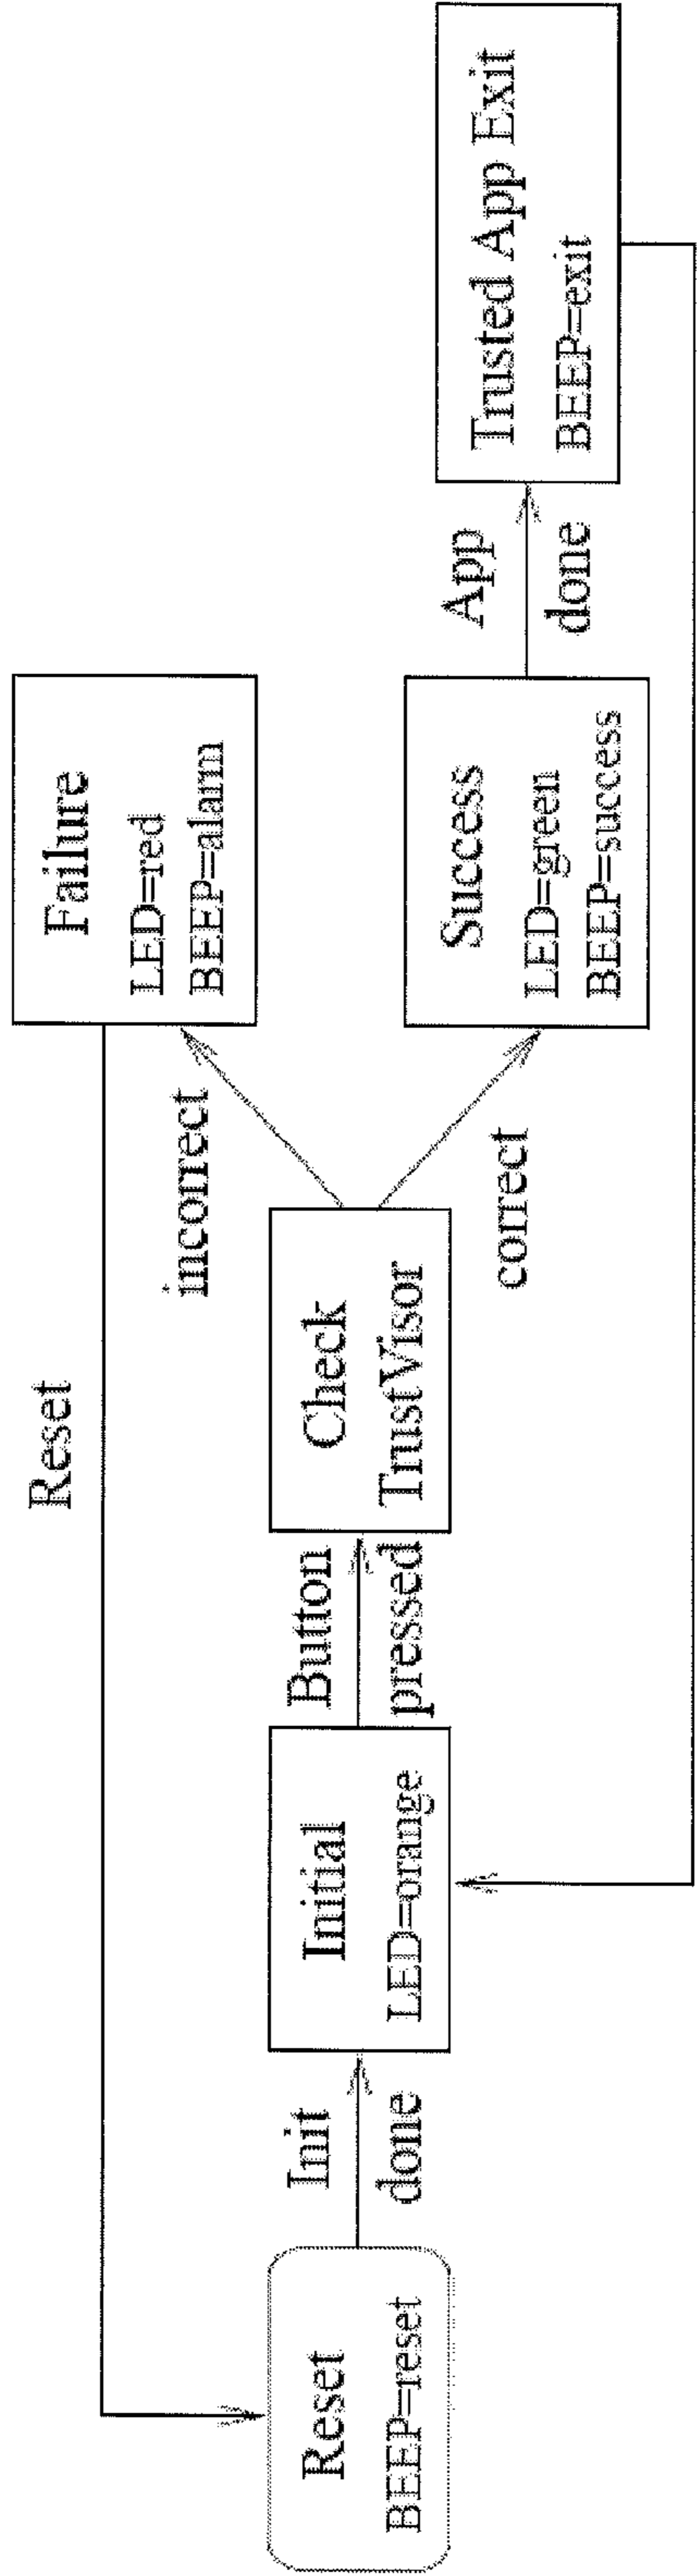 Reset
BEEP=reset
Init
done
Initial
LED=orange
Button
pressed
Check
TrustVisor
incorrect
correct
Reset
Failure
LED=red
BEEP=alarm
Success
LED=green
BEEP=success
App
done
Trusted App Exit
BEEP=exit